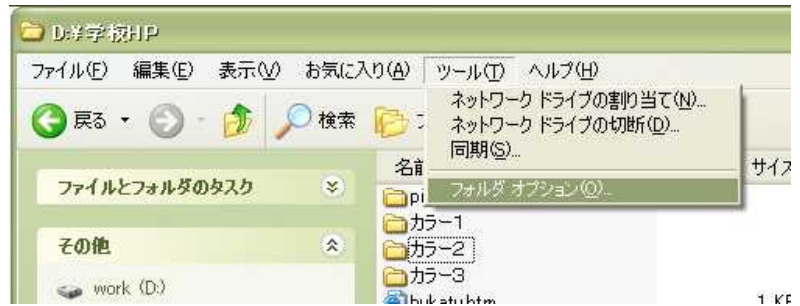 D:¥学校HP
ファイル(F) 編集(E) 表示(V) お気に入り(A) ツール(T) ヘルプ(H)
ネットワーク ドライブの割り当て(N)...
ネットワーク ドライブの切断(D)...
同期(S)...
フォルダ オプション(O)...
戻る 検索
名前 サイズ
ファイルとフォルダのタスク
その他
work (D:)
pi
カラー1
カラー2
カラー3
bukatu.htm 1 KB